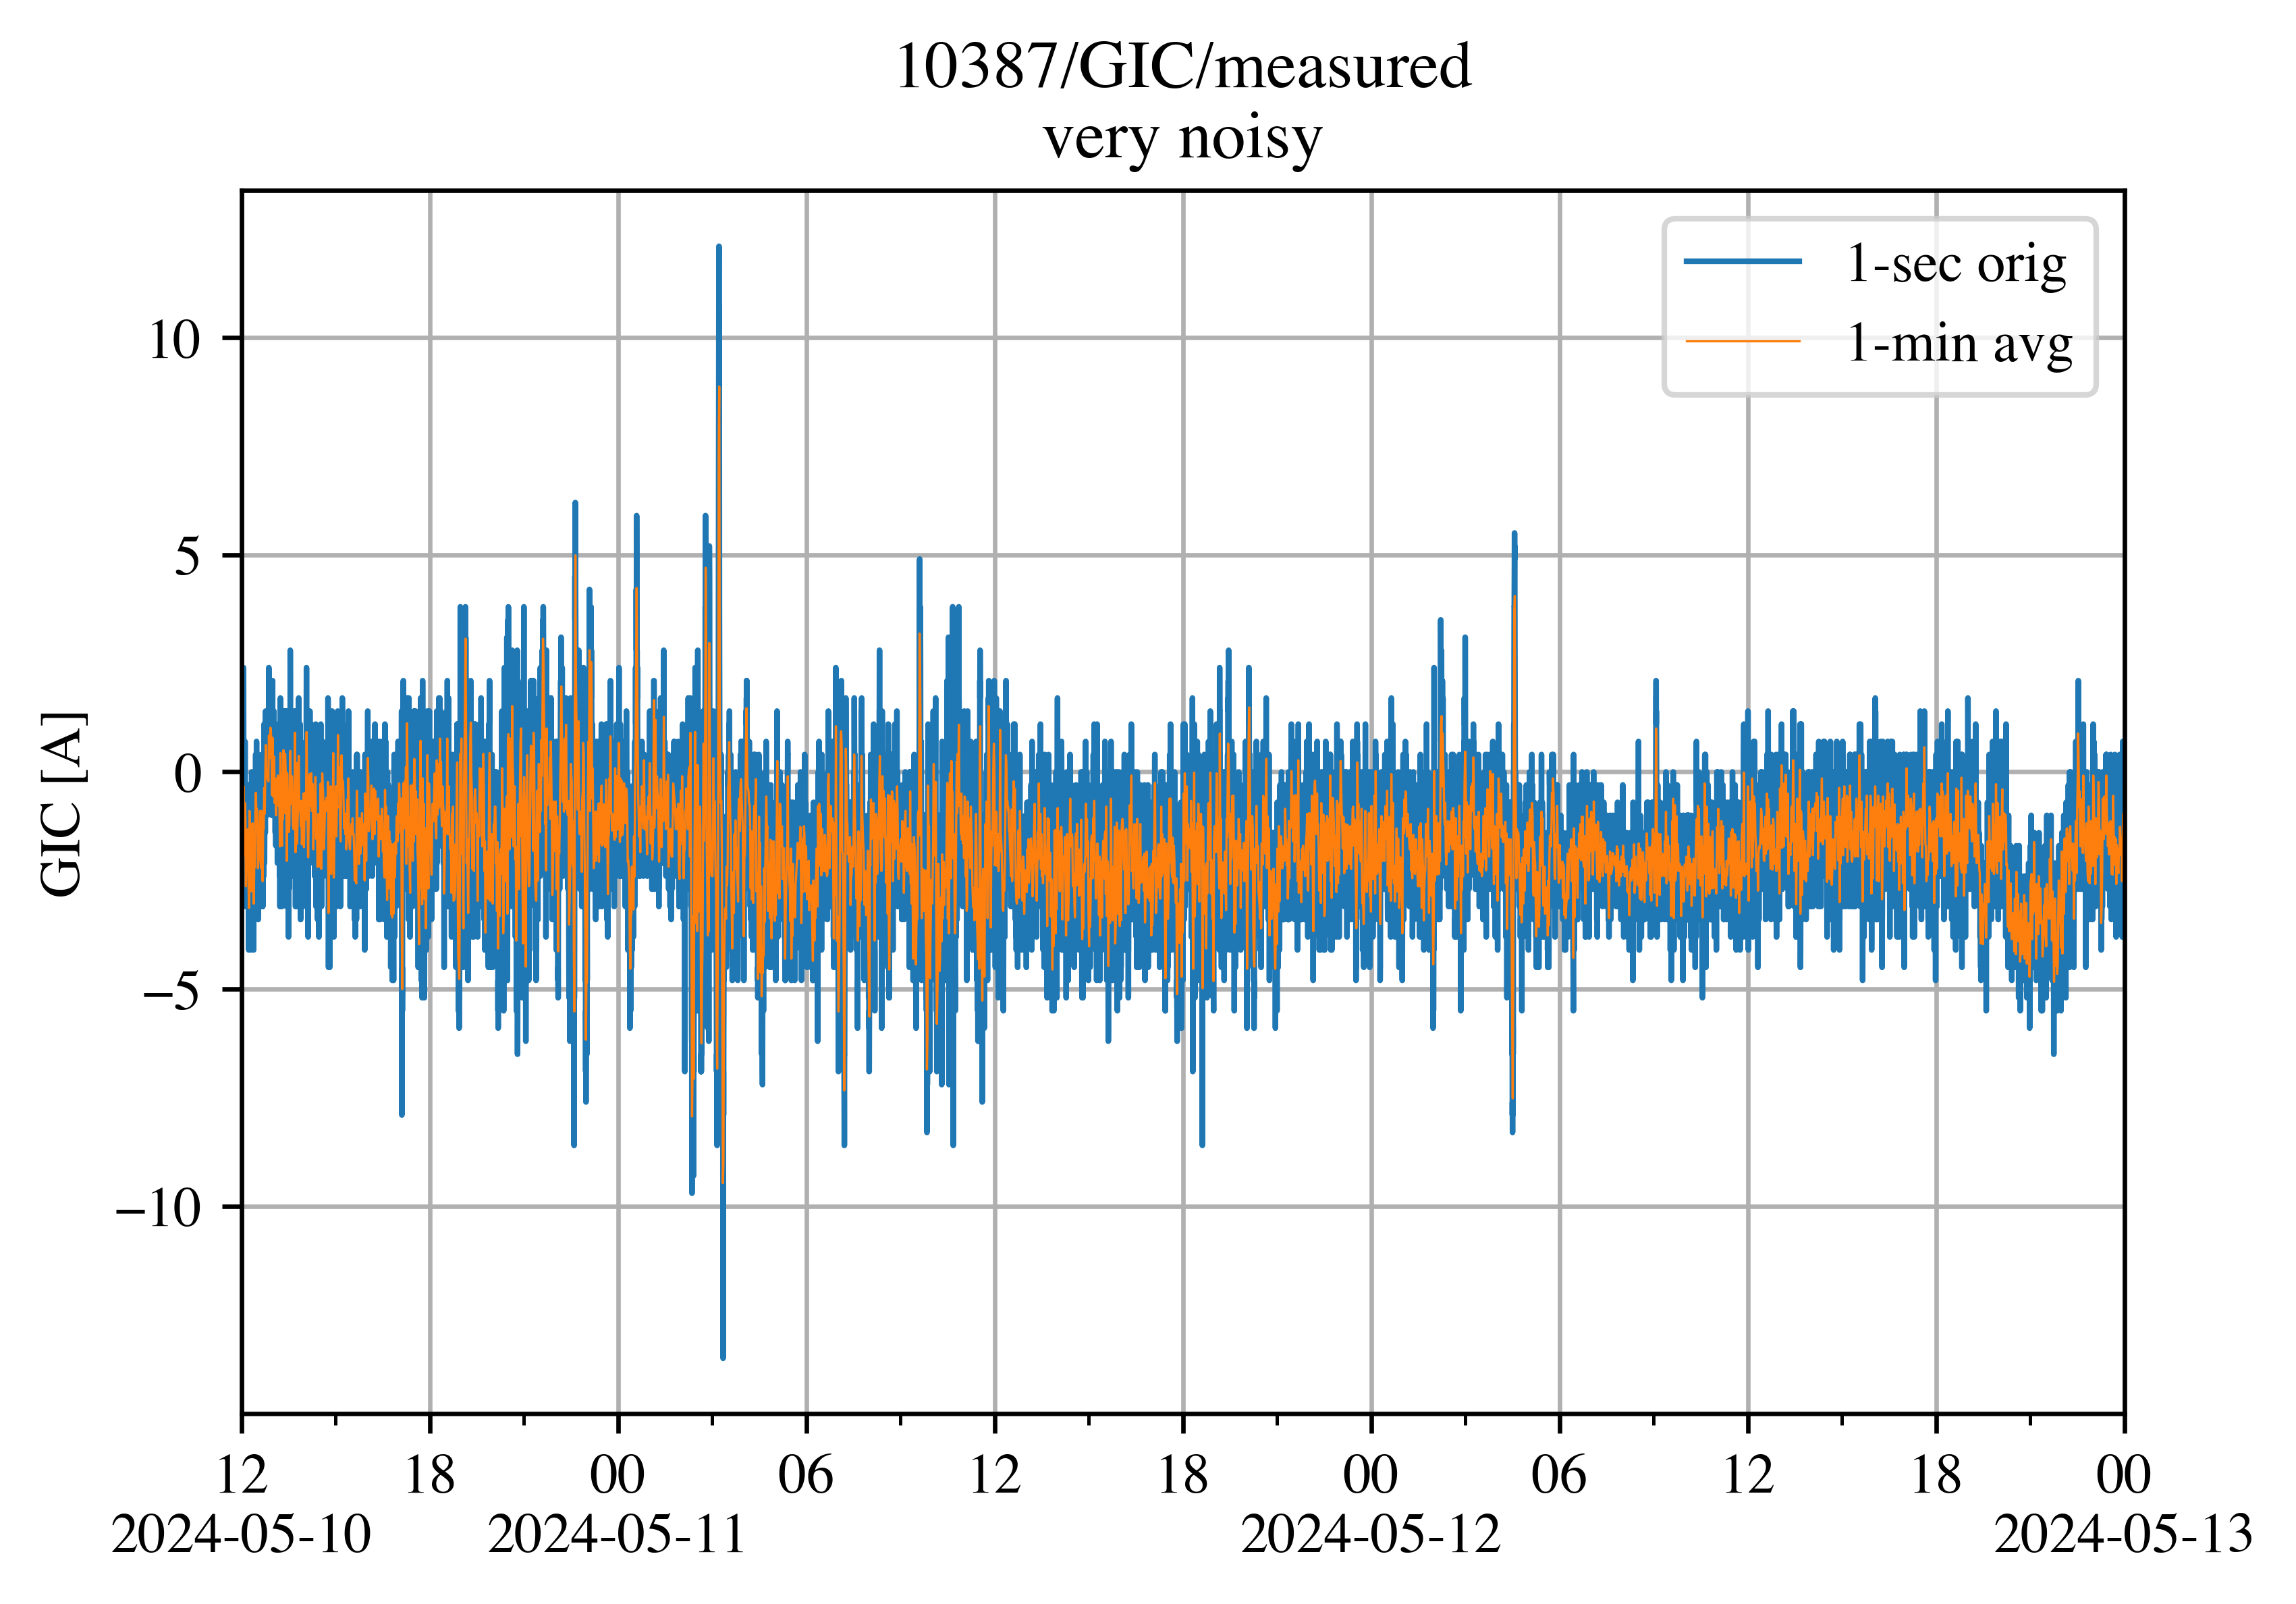 10387/GIC/measured
very noisy
1-sec orig
1-min avg
GIC [A]
10
5
0
−5
−10
12 18 00 06 12 18 00 06 12 18 00
2024-05-10 2024-05-11 2024-05-12 2024-05-13